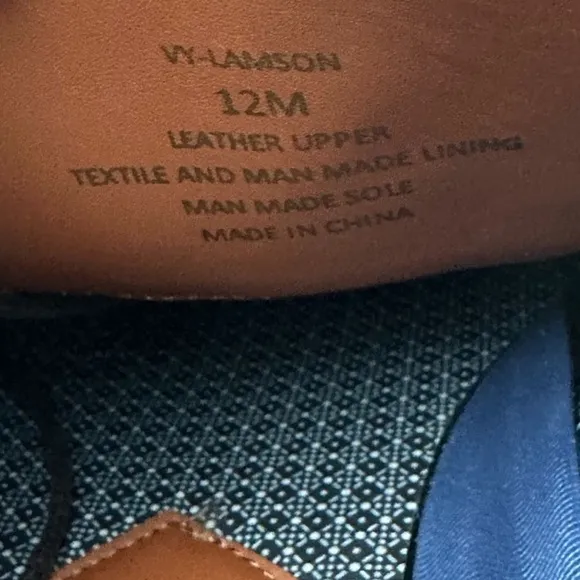 VY-LAMSON
12M
LEATHER UPPER
TEXTILE AND MAN MADE LINING
MAN MADE SOLE
MADE IN CHINA